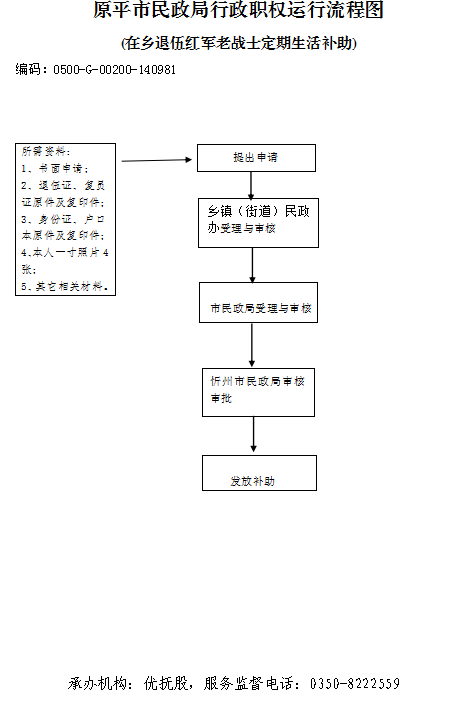 原平市民政局行政职权运行流程图
(在乡退伍红军老战士定期生活补助)
编码：0500-G-00200-140981
所需资料：
1、书面申请；
2、退伍证、复员
证原件及复印件；
3、身份证、户口
本原件及复印件；
4、本人一寸照片4
张；
5、其它相关材料。
提出申请
乡镇（街道）民政
办受理与审核
市民政局受理与审核
忻州市民政局审核
审批
发放补助
承办机构：优抚股，服务监督电话：0350-8222559